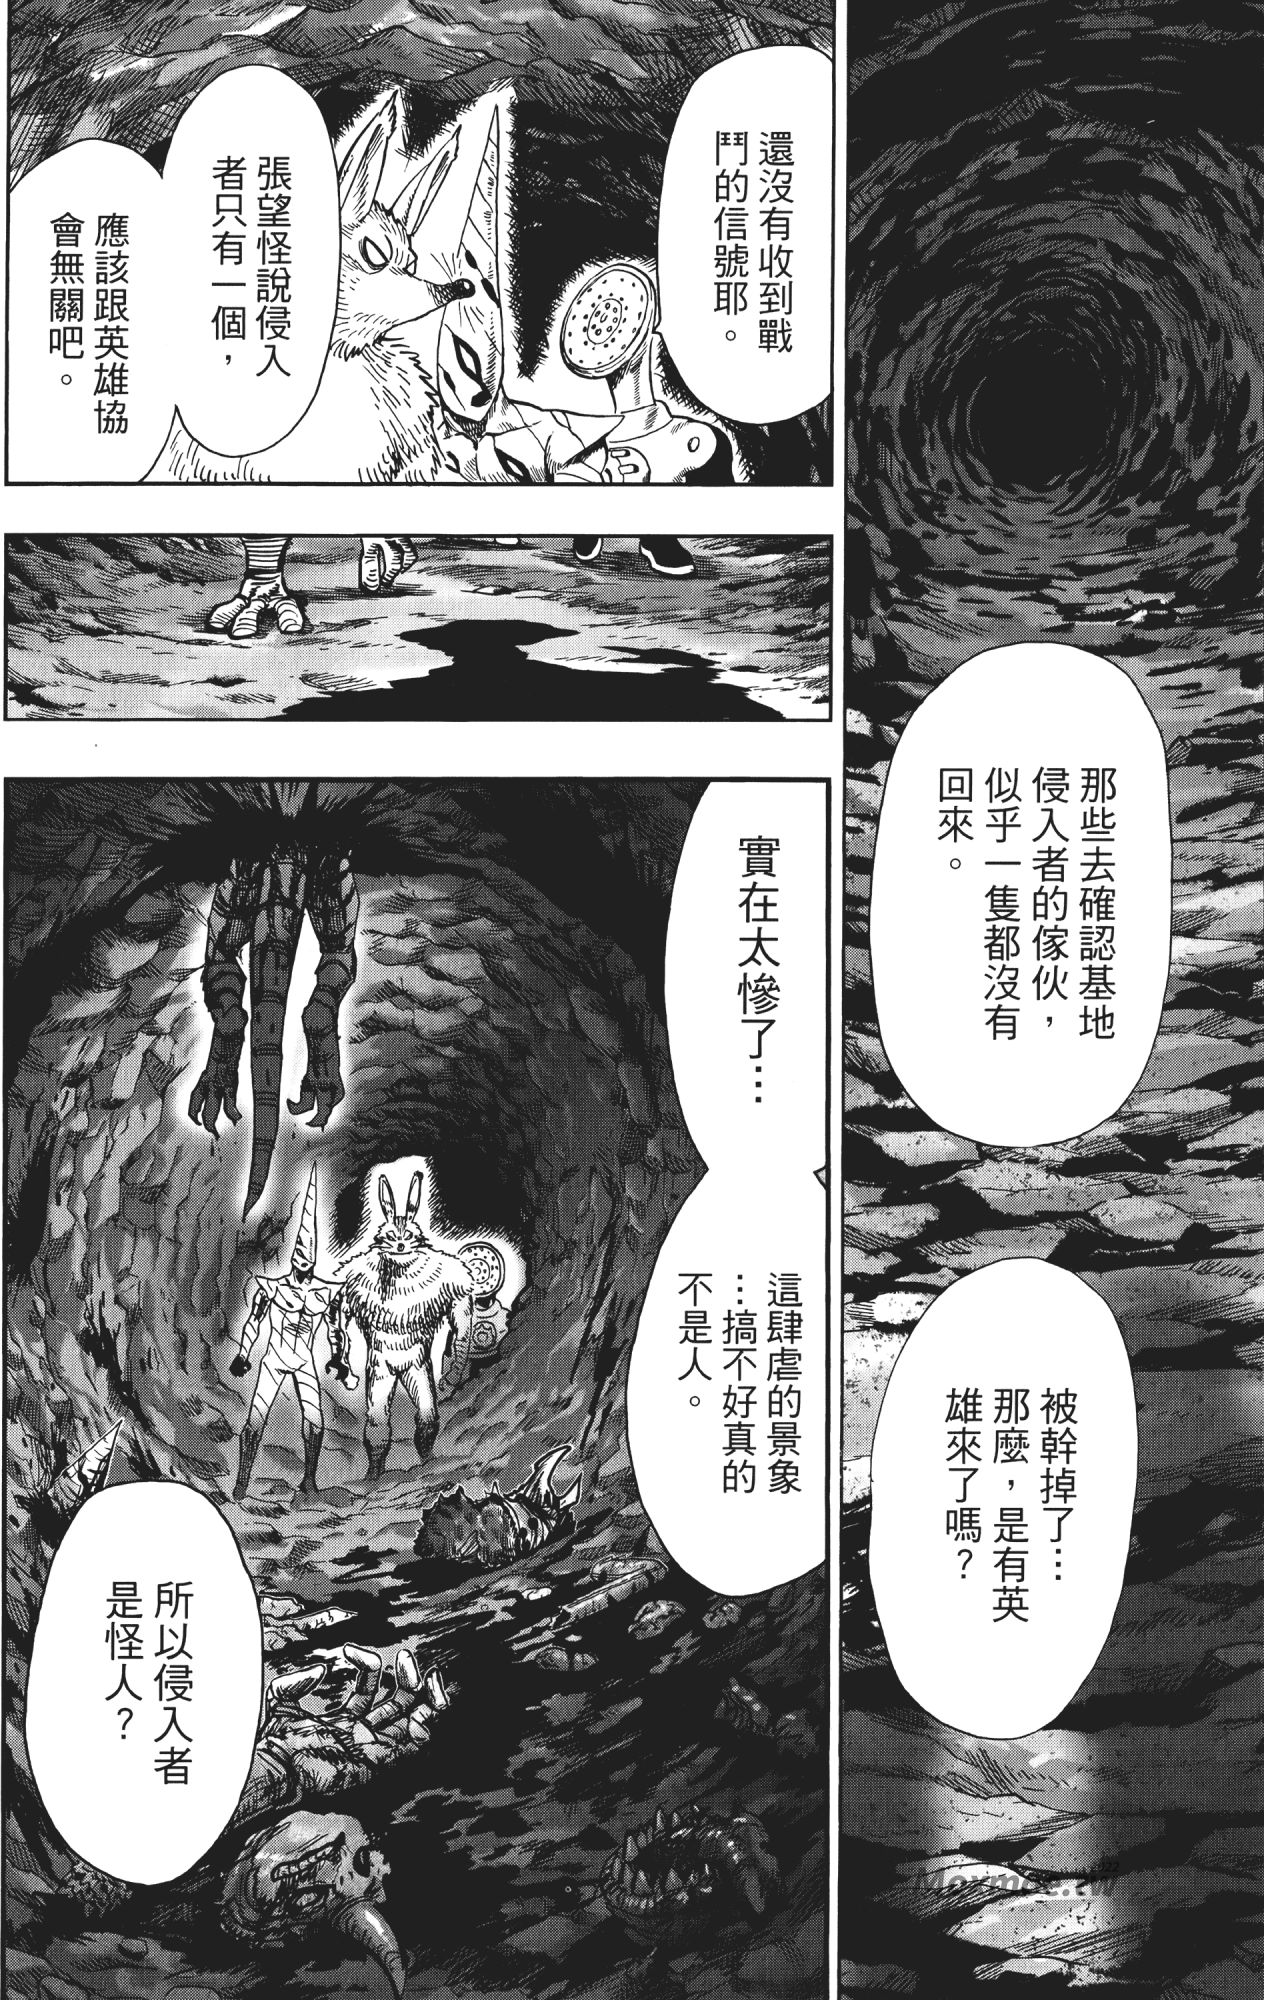 那些去確認基地
侵入者的傢伙，
似乎一隻都沒有
回來。
被幹掉了…
那麼，是有英
雄來了嗎？
還沒有收到戰
鬥的信號耶。
張望怪說侵入
者只有一個，
應該跟英雄協
會無關吧。
實在太慘了…
這肆虐的景象
…搞不好真的
不是人。
所以侵入者
是怪人？
Moxmoe.tw